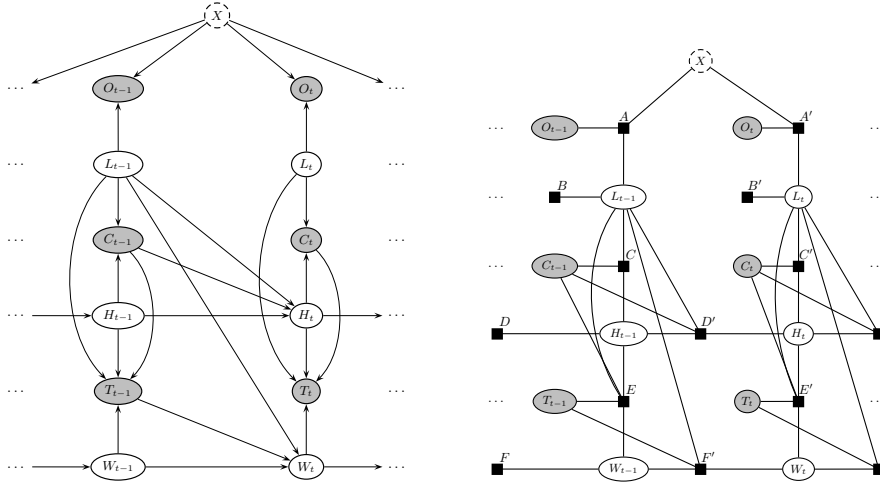 X
… O_{t−1} O_t …
… L_{t−1} L_t …
… C_{t−1} C_t …
… H_{t−1} H_t …
… T_{t−1} T_t …
… W_{t−1} W_t …
X
A A′
… O_{t−1} O_t …
B B′
… L_{t−1} L_t …
C C′
… C_{t−1} C_t …
D D′
H_{t−1} H_t
E E′
… T_{t−1} T_t …
F F′
W_{t−1} W_t